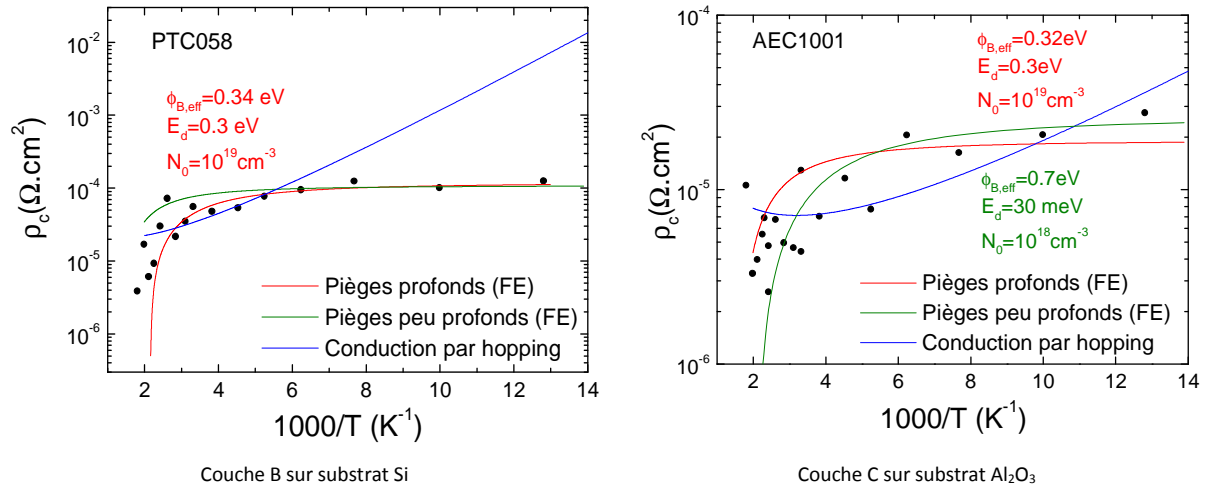 PTC058
ϕB,eff=0.34 eV
Ed=0.3 eV
N0=10^19cm^-3
10^-2
10^-3
10^-4
10^-5
10^-6
ρc(Ω.cm^2)
Pièges profonds (FE)
Pièges peu profonds (FE)
Conduction par hopping
2 4 6 8 10 12 14
1000/T (K^-1)
Couche B sur substrat Si
AEC1001
ϕB,eff=0.32eV
Ed=0.3eV
N0=10^19cm^-3
10^-4
10^-5
10^-6
ρc(Ω.cm^2)
ϕB,eff=0.7eV
Ed=30 meV
N0=10^18cm^-3
Pièges profonds (FE)
Pièges peu profonds (FE)
Conduction par hopping
2 4 6 8 10 12 14
1000/T (K^-1)
Couche C sur substrat Al2O3